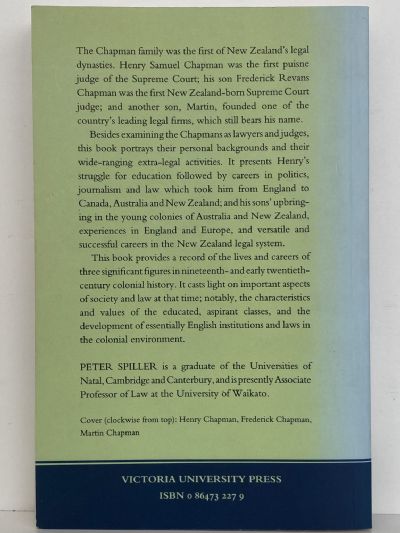 The Chapman family was the first of New Zealand's legal
dynasties. Henry Samuel Chapman was the first puisne
judge of the Supreme Court; his son Frederick Revans
Chapman was the first New Zealand-born Supreme Court
judge; and another son, Martin, founded one of the
country's leading legal firms, which still bears his name.
Besides examining the Chapmans as lawyers and judges,
this book portrays their personal backgrounds and their
wide-ranging extra-legal activities. It presents Henry's
struggle for education followed by careers in politics,
journalism and law which took him from England to
Canada, Australia and New Zealand; and his sons' upbring-
ing in the young colonies of Australia and New Zealand,
experiences in England and Europe, and versatile and
successful careers in the New Zealand legal system.
This book provides a record of the lives and careers of
three significant figures in nineteenth- and early twentieth-
century colonial history. It casts light on important aspects
of society and law at that time; notably, the characteristics
and values of the educated, aspirant classes, and the
development of essentially English institutions and laws in
the colonial environment.
PETER SPILLER is a graduate of the Universities of
Natal, Cambridge and Canterbury, and is presently Associate
Professor of Law at the University of Waikato.
Cover (clockwise from top): Henry Chapman, Frederick Chapman,
Martin Chapman
VICTORIA UNIVERSITY PRESS
ISBN 0 86473 227 9